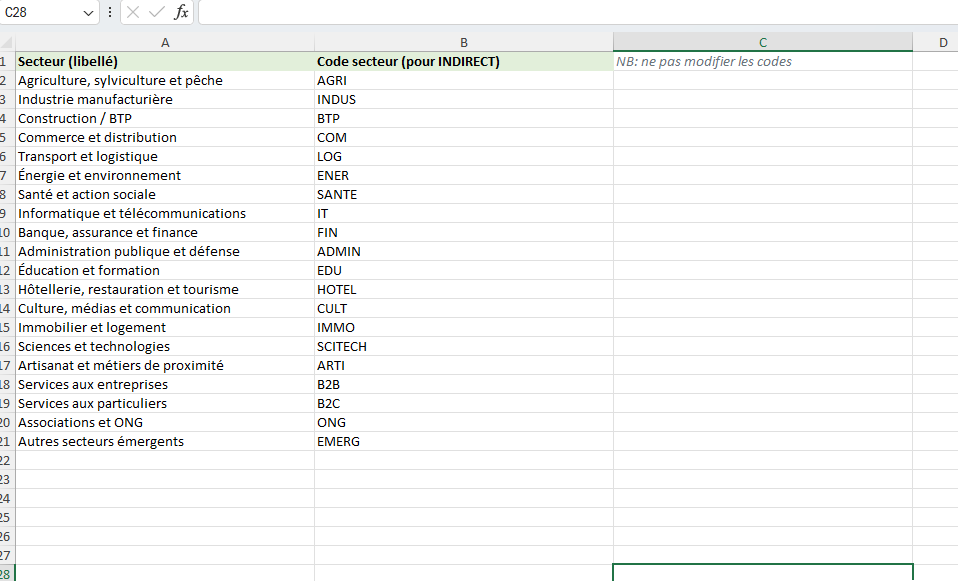 C28 fx
A B C D
1 Secteur (libellé) Code secteur (pour INDIRECT) NB: ne pas modifier les codes
2 Agriculture, sylviculture et pêche AGRI
3 Industrie manufacturière INDUS
4 Construction / BTP BTP
5 Commerce et distribution COM
6 Transport et logistique LOG
7 Énergie et environnement ENER
8 Santé et action sociale SANTE
9 Informatique et télécommunications IT
10 Banque, assurance et finance FIN
11 Administration publique et défense ADMIN
12 Éducation et formation EDU
13 Hôtellerie, restauration et tourisme HOTEL
14 Culture, médias et communication CULT
15 Immobilier et logement IMMO
16 Sciences et technologies SCITECH
17 Artisanat et métiers de proximité ARTI
18 Services aux entreprises B2B
19 Services aux particuliers B2C
20 Associations et ONG ONG
21 Autres secteurs émergents EMERG
22
23
24
25
26
27
28